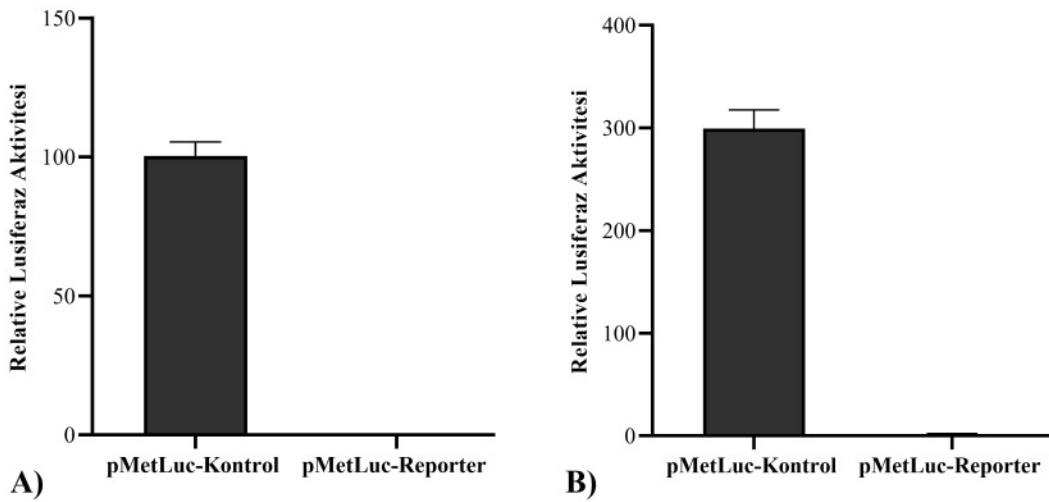 150
100
50
0
Relative Lusiferaz Aktivitesi
pMetLuc-Kontrol pMetLuc-Reporter
A)
400
300
200
100
0
Relative Lusiferaz Aktivitesi
pMetLuc-Kontrol pMetLuc-Reporter
B)